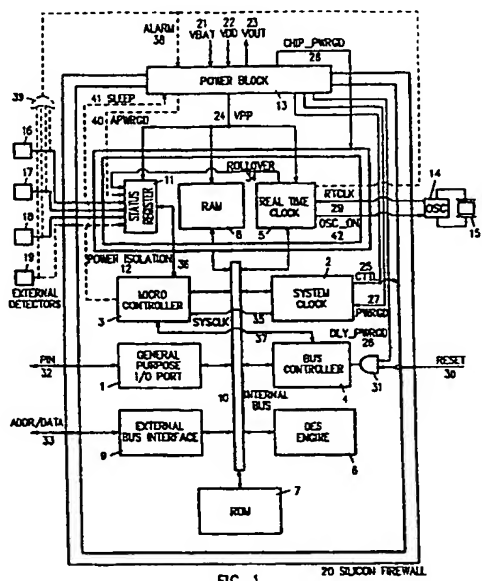 21 22 23
VBAT VDD VOUT
ALARM
38
CHIP_PWRGD
28
POWER BLOCK
13
39
41 SLEEP
40 APWRGD
24 VPP
16
17
18
19
EXTERNAL
DETECTORS
11
STATUS
REGISTER
ROLLOVER
34
RAM
8
REAL TIME
CLOCK
5
RTCLK
29
OSC_ON
42
14
OSC
15
POWER ISOLATION
12
36
MICRO
CONTROLLER
3
2
SYSTEM
CLOCK
25
27
PWRGD
SYSCLK
35
37
DLY_PWRGD
26
PIN
32
GENERAL
PURPOSE
I/O PORT
1
BUS
CONTROLLER
4
31
RESET
30
10
INTERNAL
BUS
ADDR/DATA
33
EXTERNAL
BUS INTERFACE
9
DES
ENGINE
6
7
ROM
20 SILICON FIREWALL
FIG. 1